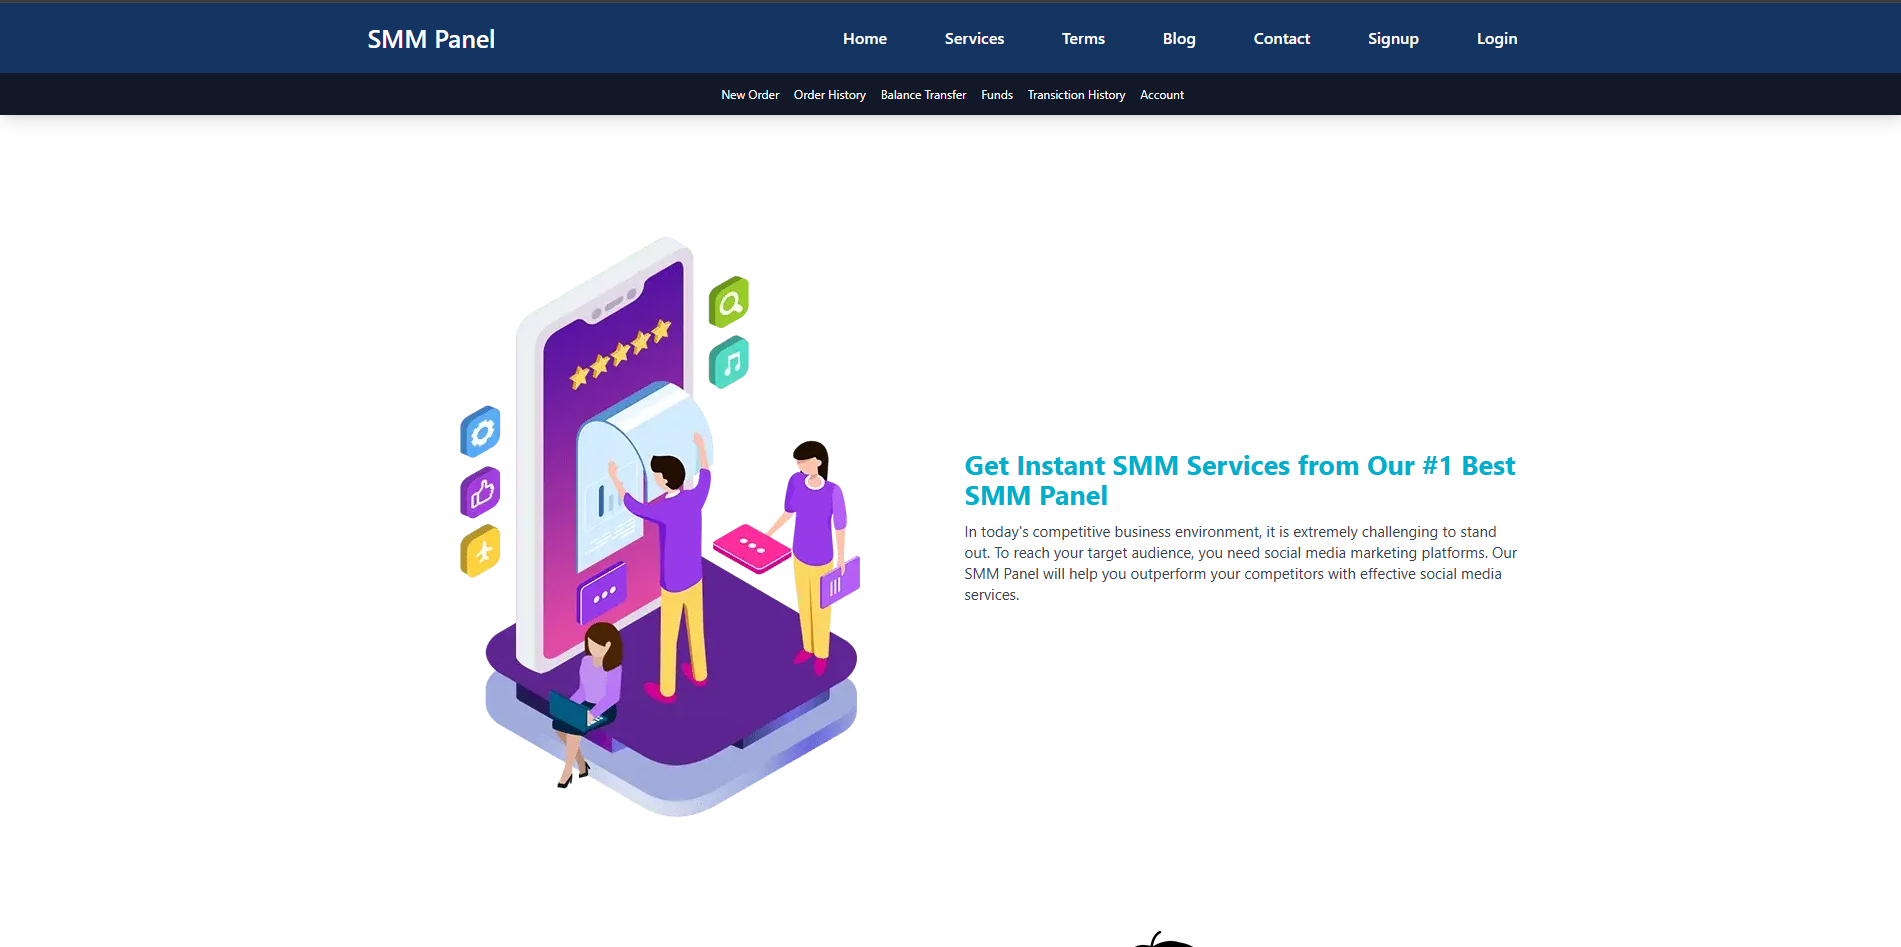 SMM Panel Home Services Terms Blog Contact Signup Login
New Order Order History Balance Transfer Funds Transiction History Account
Get Instant SMM Services from Our #1 Best
SMM Panel
In today's competitive business environment, it is extremely challenging to stand
out. To reach your target audience, you need social media marketing platforms. Our
SMM Panel will help you outperform your competitors with effective social media
services.